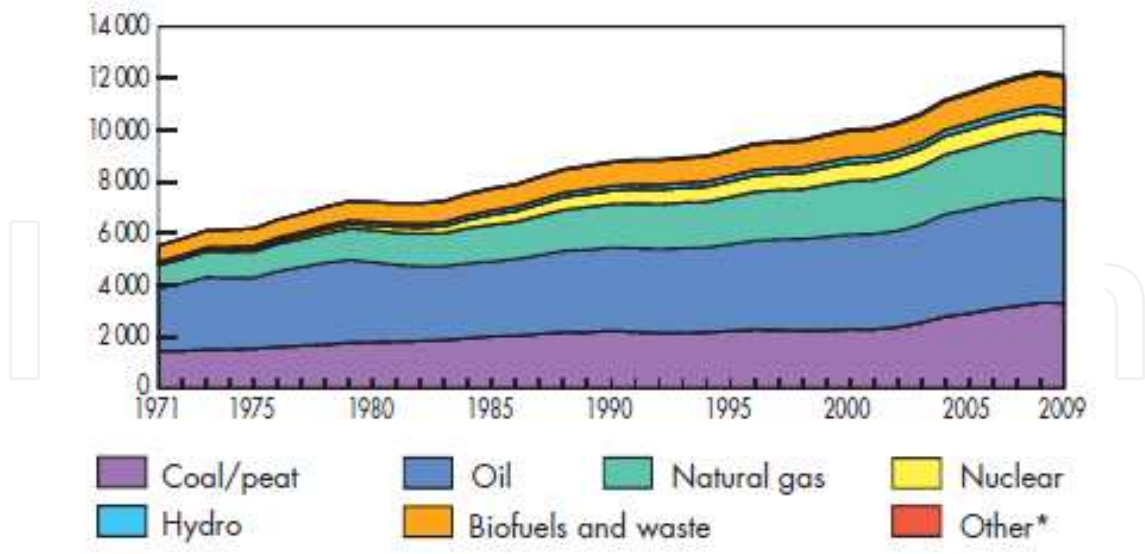 14 000
12 000
10 000
8 000
6 000
4 000
2 000
0
1971 1975 1980 1985 1990 1995 2000 2005 2009
Coal/peat Oil Natural gas Nuclear
Hydro Biofuels and waste Other*